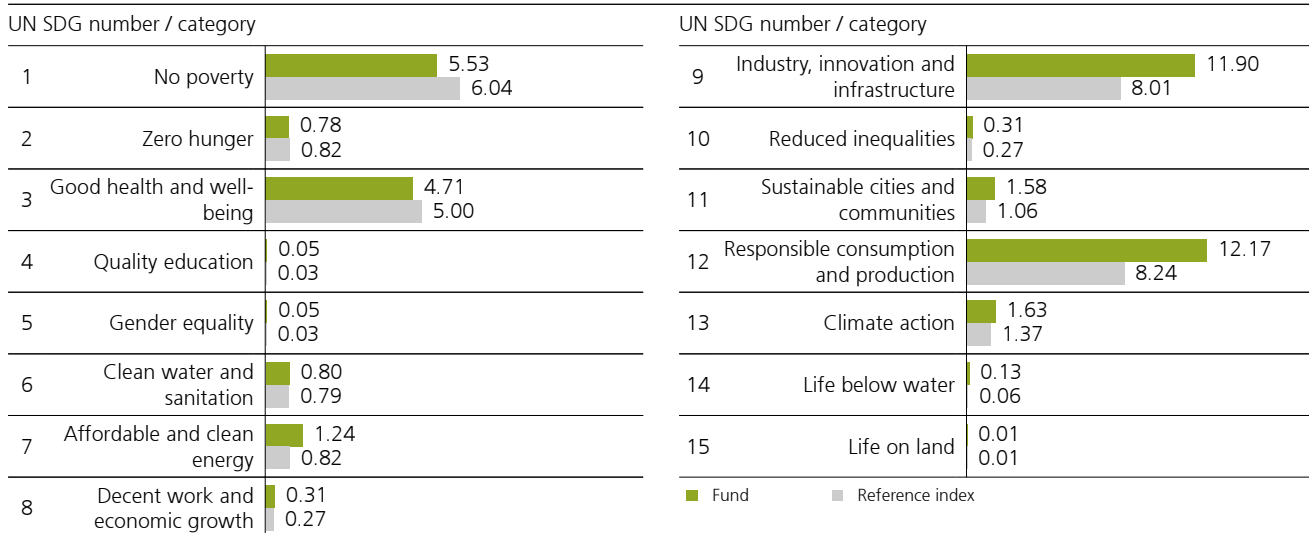 UN SDG number / category
1 No poverty 5.53
6.04
2 Zero hunger 0.78
0.82
3 Good health and well-
being 4.71
5.00
4 Quality education 0.05
0.03
5 Gender equality 0.05
0.03
6 Clean water and
sanitation 0.80
0.79
7 Affordable and clean
energy 1.24
0.82
8 Decent work and
economic growth 0.31
0.27
UN SDG number / category
9 Industry, innovation and
infrastructure 11.90
8.01
10 Reduced inequalities 0.31
0.27
11 Sustainable cities and
communities 1.58
1.06
12 Responsible consumption
and production 12.17
8.24
13 Climate action 1.63
1.37
14 Life below water 0.13
0.06
15 Life on land 0.01
0.01
Fund Reference index